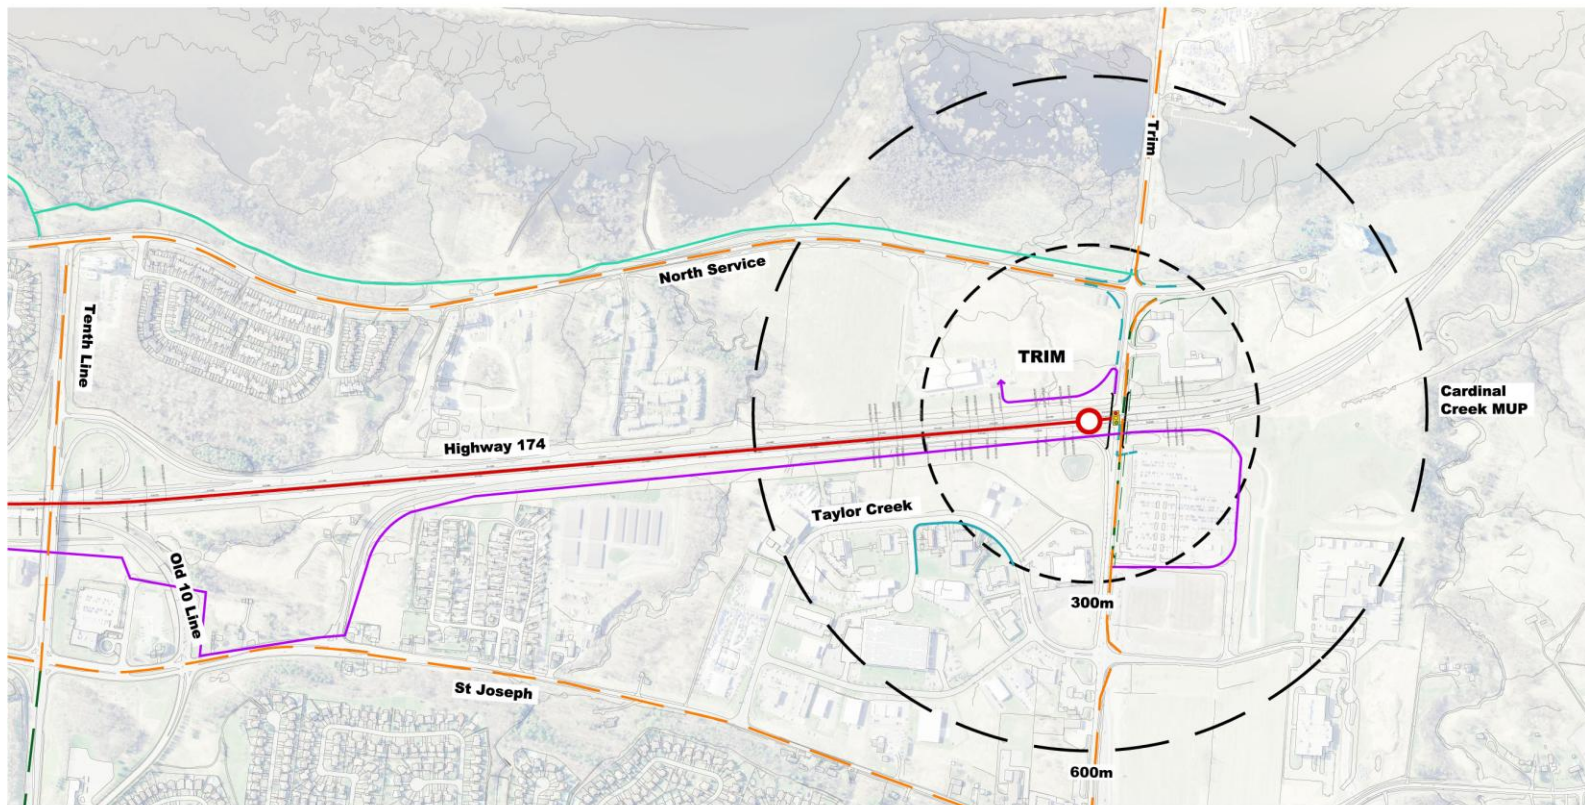 Trim
North Service
Tenth Line
TRIM
Cardinal
Creek MUP
Highway 174
Taylor Creek
Old 10 Line
300m
St Joseph
600m